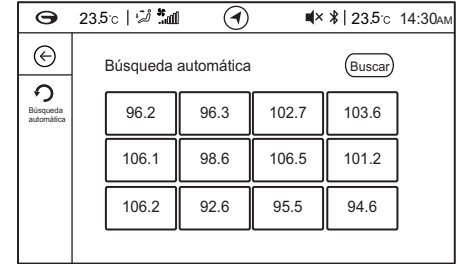 23.5°c 23.5°c 14:30AM
Búsqueda automática Buscar
Búsqueda
automática
96.2 96.3 102.7 103.6
106.1 98.6 106.5 101.2
106.2 92.6 95.5 94.6